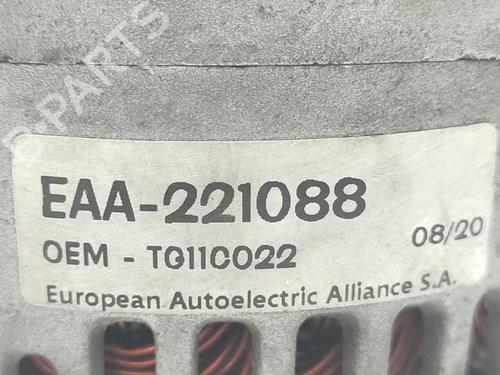 B-PARTS
EAA-221088
OEM - TG11C022
08/20
European Autoelectric Alliance S.A.